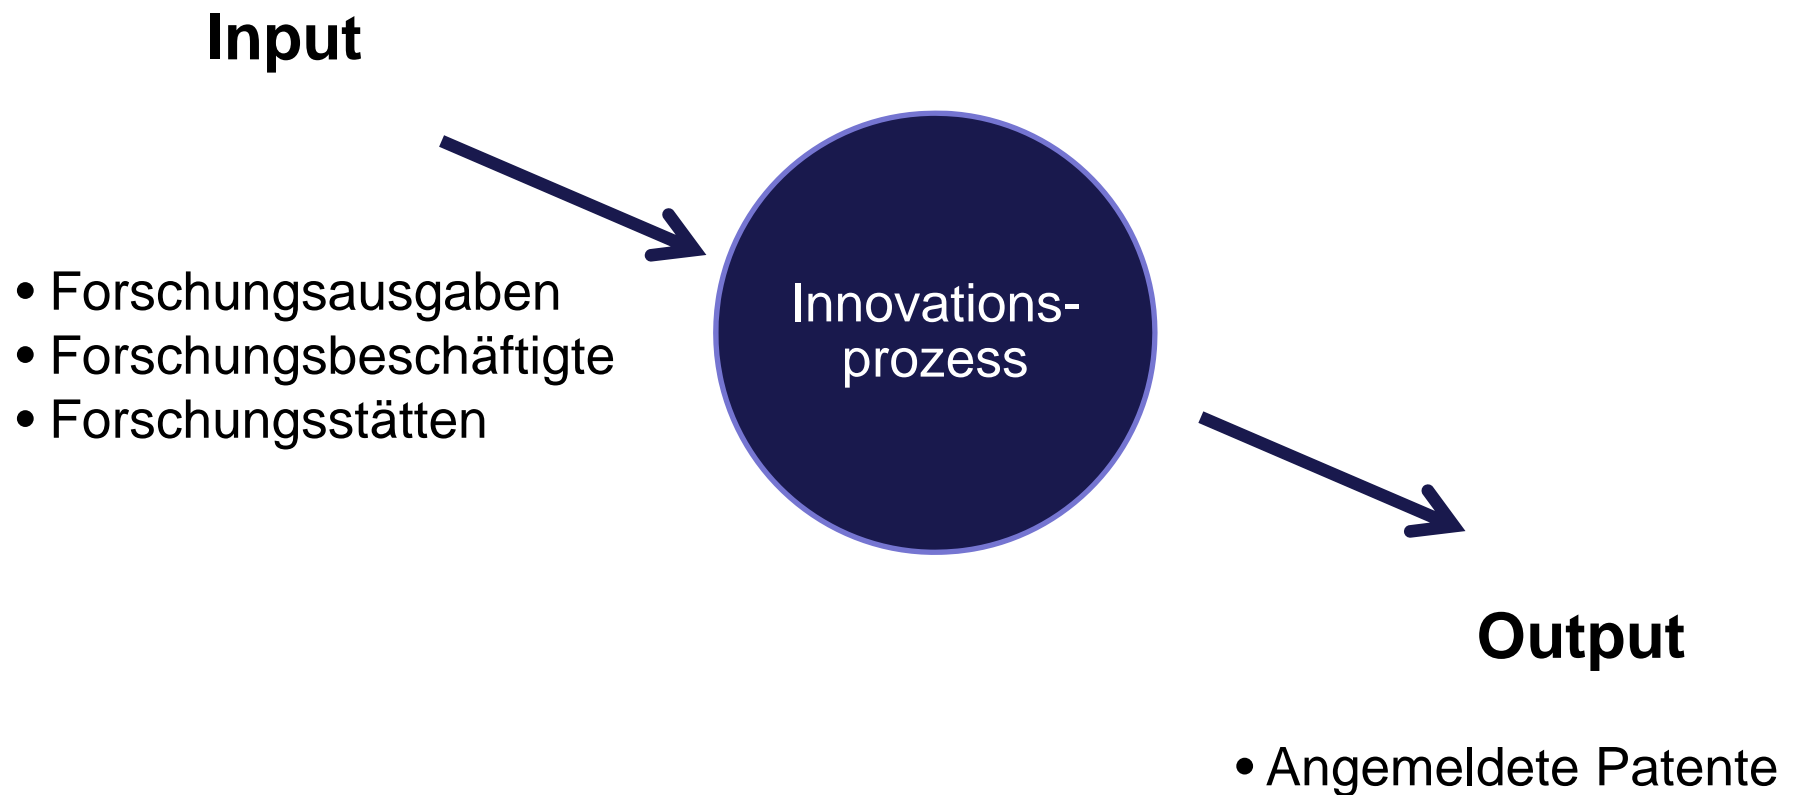 Input
• Forschungsausgaben
• Forschungsbeschäftigte
• Forschungsstätten
Innovations-
prozess
Output
• Angemeldete Patente